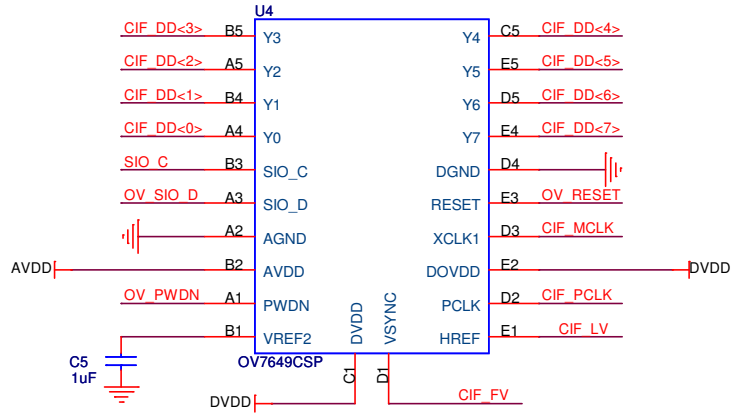 U4
CIF_DD<3> B5 Y3 Y4 C5 CIF_DD<4>
CIF_DD<2> A5 Y2 Y5 E5 CIF_DD<5>
CIF_DD<1> B4 Y1 Y6 D5 CIF_DD<6>
CIF_DD<0> A4 Y0 Y7 E4 CIF_DD<7>
SIO_C B3 SIO_C DGND D4
OV_SIO_D A3 SIO_D RESET E3 OV_RESET
A2 AGND XCLK1 D3 CIF_MCLK
AVDD B2 AVDD DOVDD E2 DVDD
OV_PWDN A1 PWDN PCLK D2 CIF_PCLK
B1 VREF2 DVDD VSYNC HREF E1 CIF_LV
C5 OV7649CSP
1uF C1 D1
DVDD CIF_FV